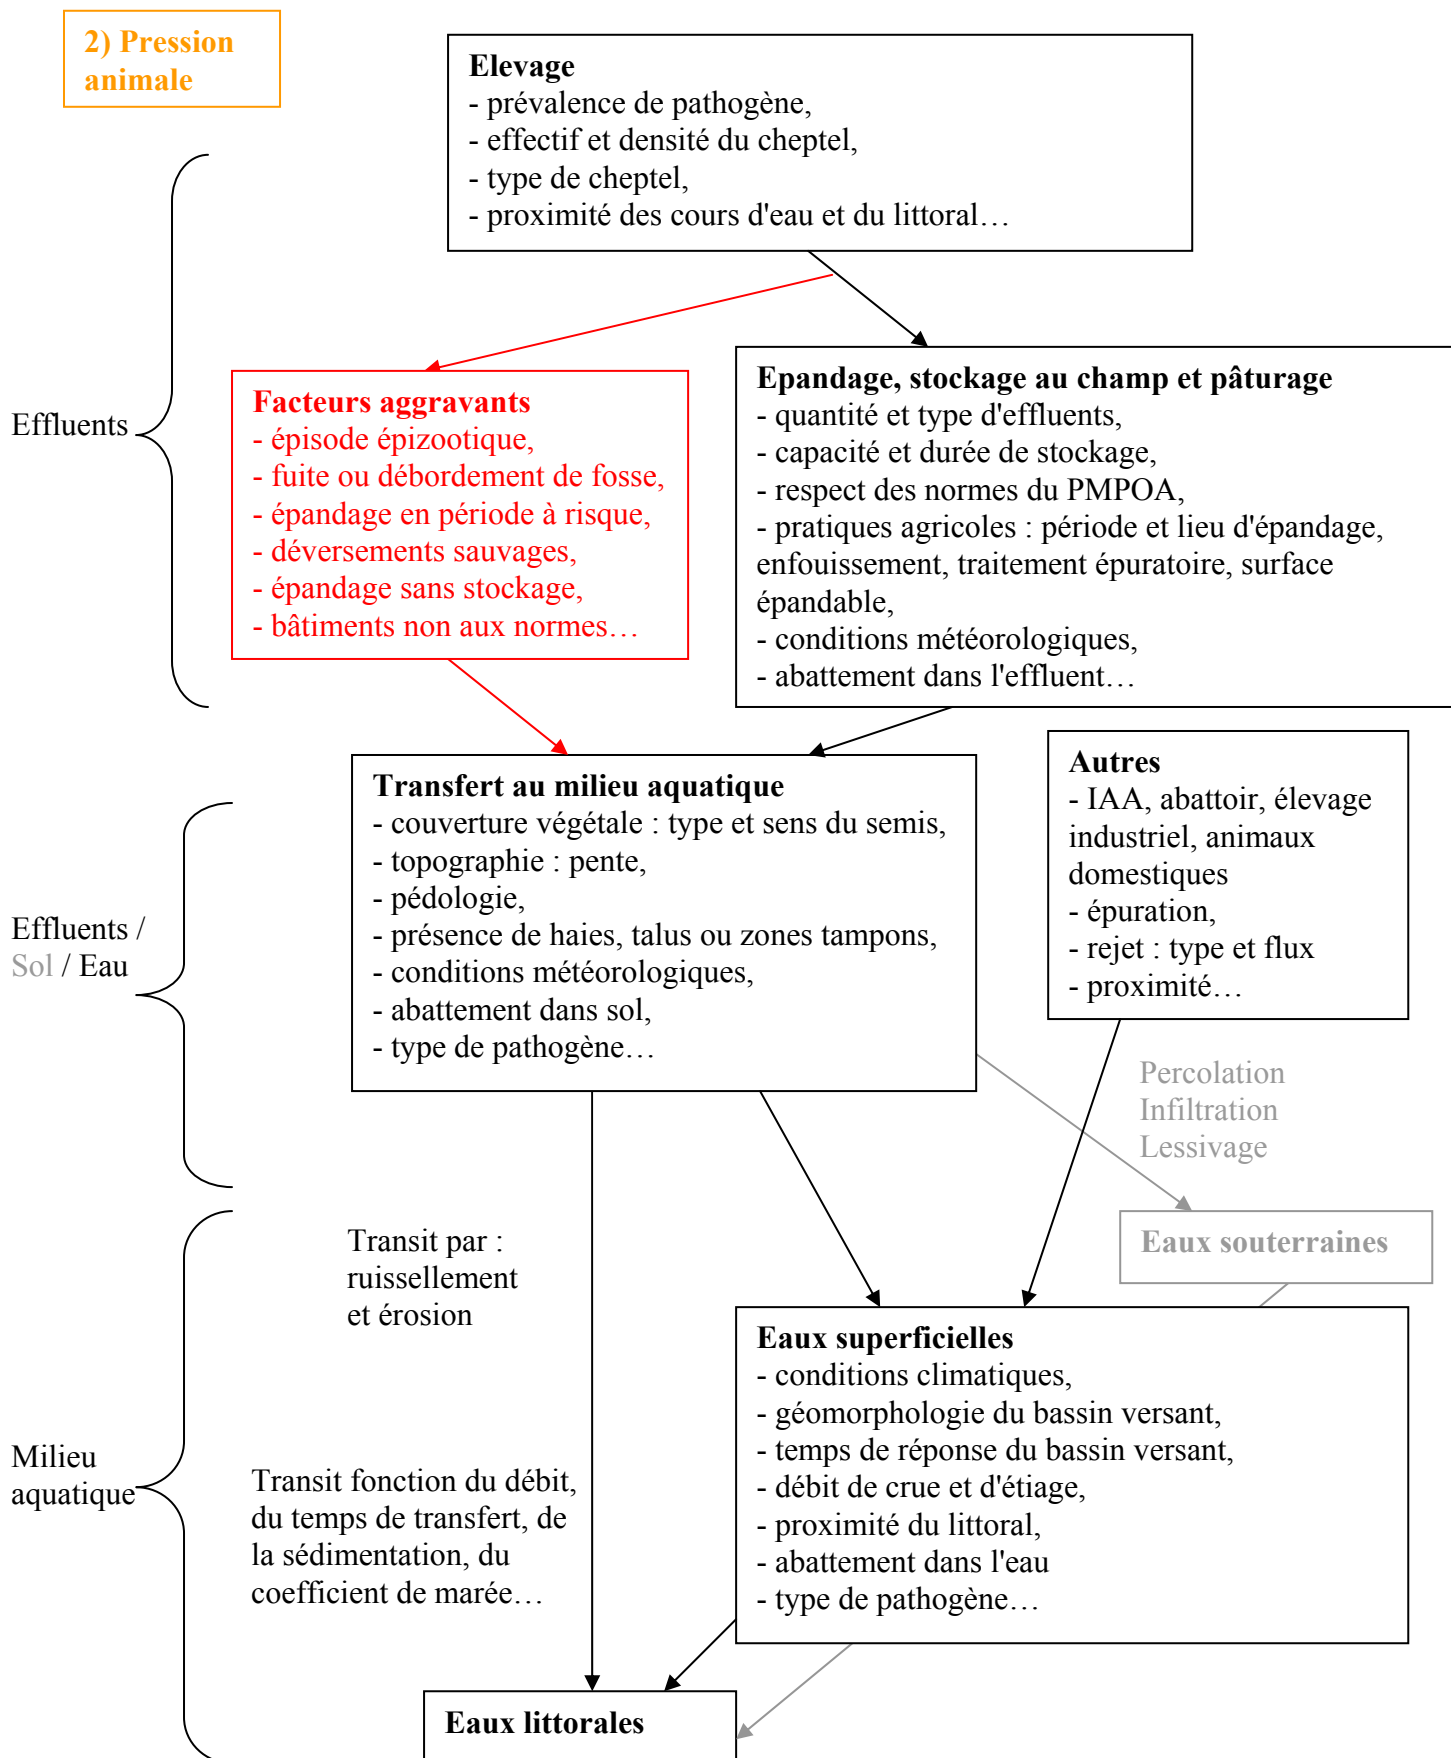 2) Pression
animale
Elevage
- prévalence de pathogène,
- effectif et densité du cheptel,
- type de cheptel,
- proximité des cours d'eau et du littoral…
Effluents
Facteurs aggravants
- épisode épizootique,
- fuite ou débordement de fosse,
- épandage en période à risque,
- déversements sauvages,
- épandage sans stockage,
- bâtiments non aux normes…
Epandage, stockage au champ et pâturage
- quantité et type d'effluents,
- capacité et durée de stockage,
- respect des normes du PMPOA,
- pratiques agricoles : période et lieu d'épandage,
enfouissement, traitement épuratoire, surface
épandable,
- conditions météorologiques,
- abattement dans l'effluent…
Effluents /
Sol / Eau
Transfert au milieu aquatique
- couverture végétale : type et sens du semis,
- topographie : pente,
- pédologie,
- présence de haies, talus ou zones tampons,
- conditions météorologiques,
- abattement dans sol,
- type de pathogène…
Autres
- IAA, abattoir, élevage
industriel, animaux
domestiques
- épuration,
- rejet : type et flux
- proximité…
Percolation
Infiltration
Lessivage
Eaux souterraines
Transit par :
ruissellement
et érosion
Milieu
aquatique
Transit fonction du débit,
du temps de transfert, de
la sédimentation, du
coefficient de marée…
Eaux superficielles
- conditions climatiques,
- géomorphologie du bassin versant,
- temps de réponse du bassin versant,
- débit de crue et d'étiage,
- proximité du littoral,
- abattement dans l'eau
- type de pathogène…
Eaux littorales